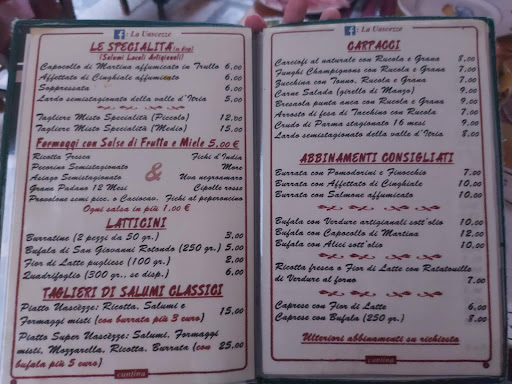 : La Uascezze
LE SPECIALITÀ (in disp)
(Salumi Locali Artigianali)
Capocollo di Martina affumicato in Trullo 6,00
Affettato di Cinghiale affumicato 6,00
Soppressata 5,00
Lardo semistagionato della valle d'Itria 5,00
Tagliere Misto Specialità (Piccolo) 12,00
Tagliere Misto Specialità (Medio) 15,00
Formaggi con Salse di Frutta e Miele 5,00 €
Ricotta Fresca Fichi d'India
Pecorino Semistagionato More
& 
Asiago Semistagionato Uva negroamaro
Grana Padano 12 Mesi Cipolle rosse
Provolone semi picc. o Caciocav. Fichi al peperoncino
Ogni salsa in più 1,00 €
LATTICINI
Burratina (2 pezzi da 50 gr.) 3,00
Bufala di San Giovanni Rotondo (250 gr.) 5,00
Fior di Latte pugliese (100 gr.) 2,00
Quadrifoglio (300 gr.. se disp.) 6,00
TAGLIERI DI SALUMI CLASSICI
Piatto Nascèzze: Ricotta, Salumi e
Formaggi misti (con burrata più 3 euro) 15,00
Piatto Super Nascèzze: Salumi, Formaggi
misti, Mozzarella, Ricotta, Burrata (con 25,00
bufala più 5 euro)
cantina
: La Uascezze
CARPACCI
Carciofi al naturale con Rucola e Grana 8,00
Funghi Champignons con Rucola e Grana 7,00
Zucchine con Tonno, Rucola e Grana 7,00
Carne Salada (girello di Manzo) 9,00
Bresaola punta anca con Rucola e Grana 9,00
Arrosto di fesa di Tacchino con Rucola 7,00
Crudo di Parma stagionato 16 mesi 9,00
Lardo semistagionato della valle d'Itria 8,00
ABBINAMENTI CONSIGLIATI
Burrata con Pomodorini e Finocchio 7,00
Burrata con Affettato di Cinghiale 10,00
Burrata con Salmone affumicato 10,00
Bufala con Verdure artigianali sott'olio 10,00
Bufala con Capocollo di Martina 12,00
Bufala con Alici sott'olio 10,00
Ricotta fresca o Fior di Latte con Ratatouille
di Verdure al forno 7,00
Caprese con Fior di Latte 6,00
Caprese con Bufala (250 gr.) 8,00
Ulteriori abbinamenti su richiesta
cantina